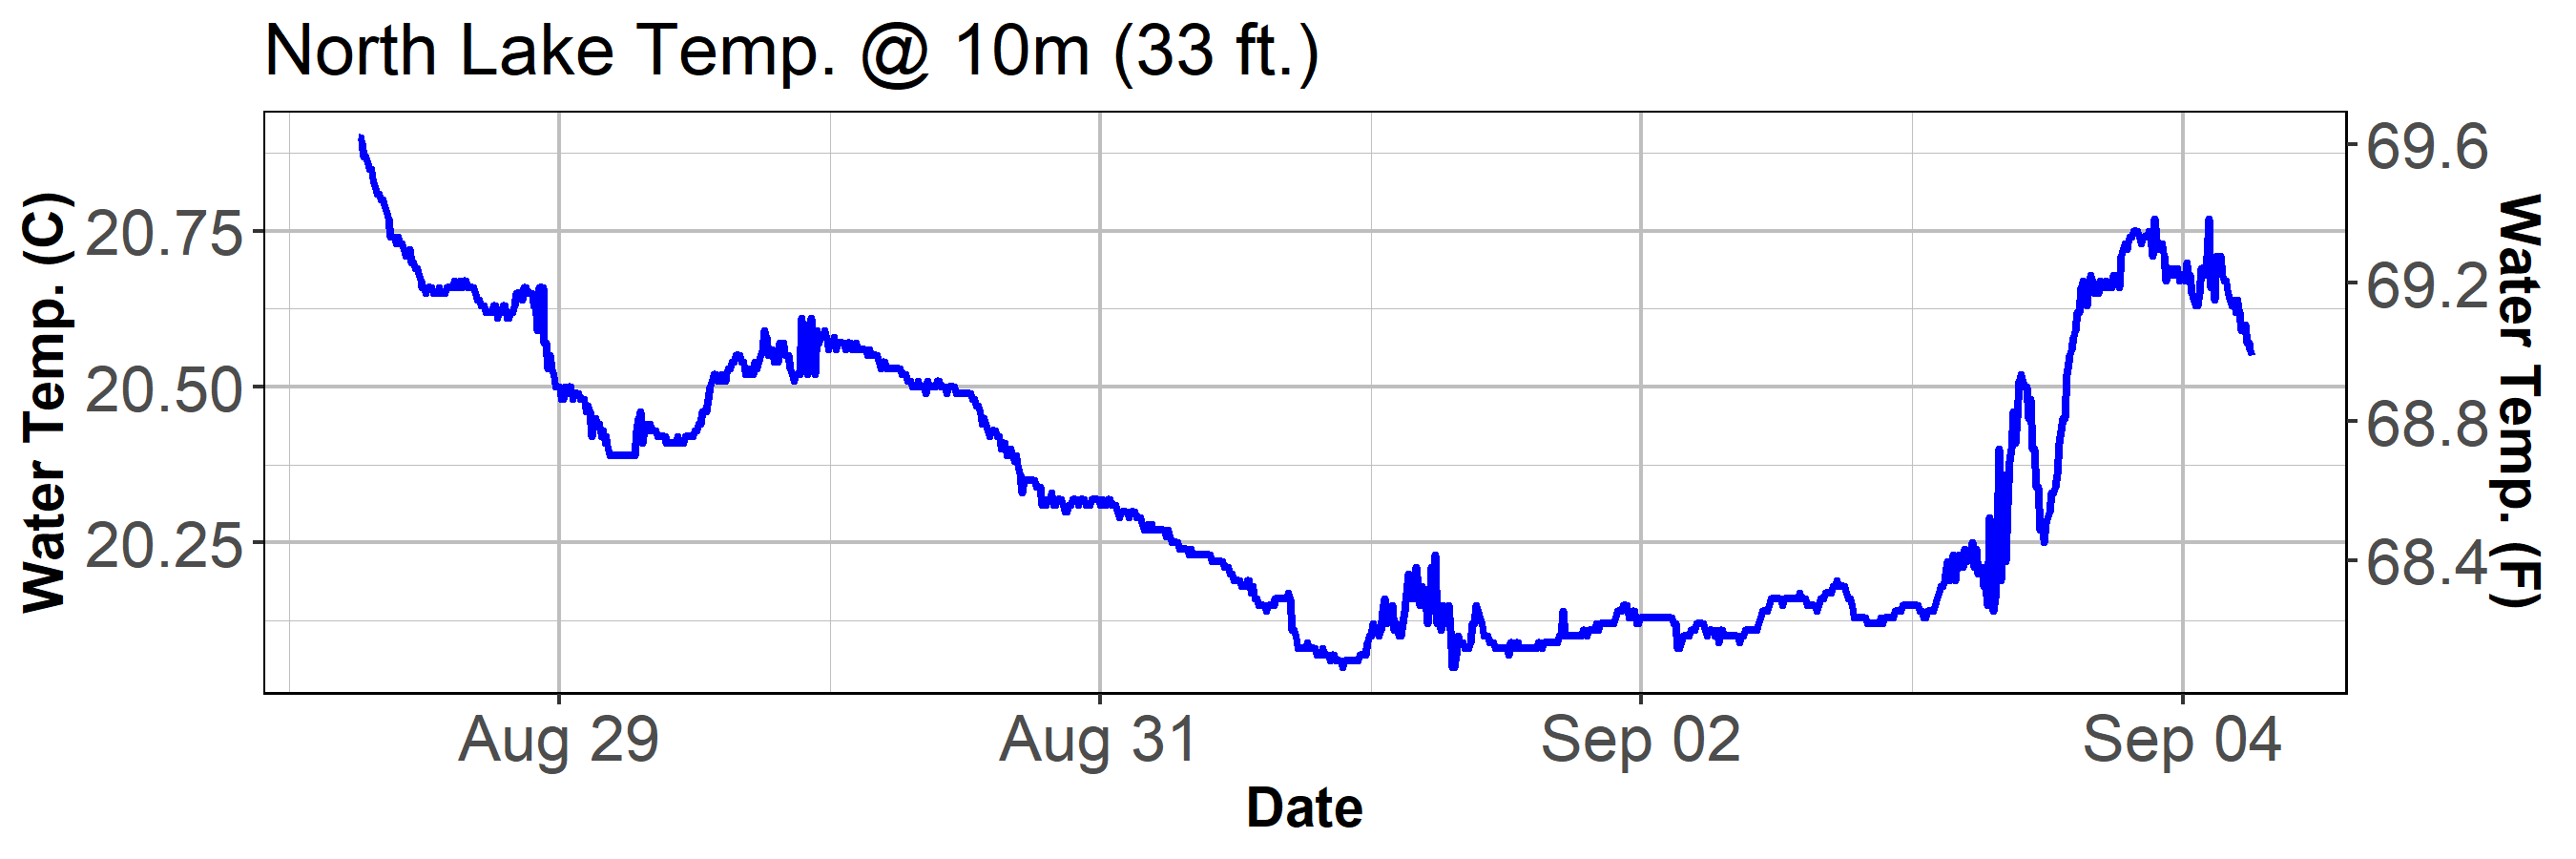 North Lake Temp. @ 10m (33 ft.)
Water Temp. (C)
20.75
20.50
20.25
69.6
69.2
68.8
68.4
Water Temp. (F)
Aug 29
Aug 31
Sep 02
Sep 04
Date